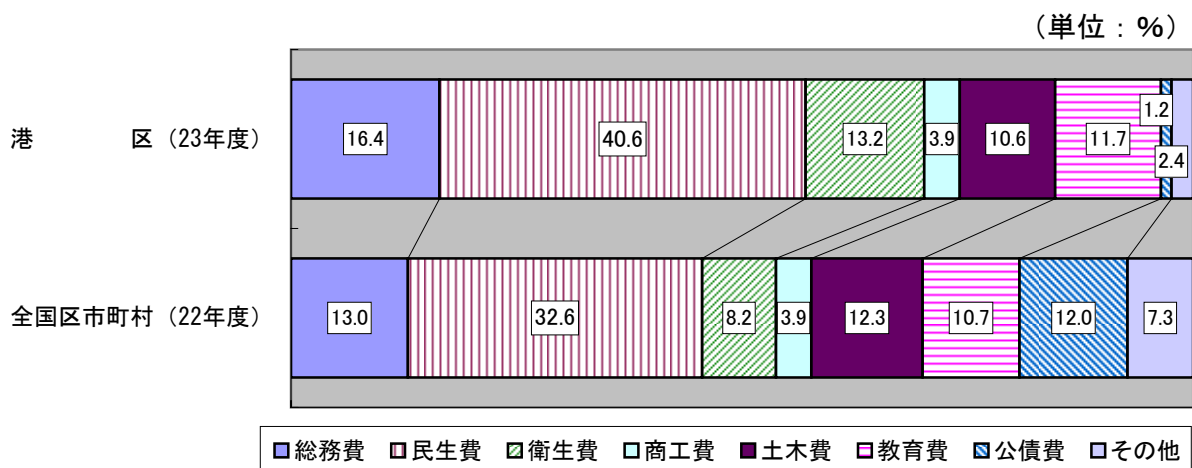 （単位：％）
港　　　区（23年度）
16.4 40.6 13.2 3.9 10.6 11.7 1.2 2.4
全国区市町村（22年度）
13.0 32.6 8.2 3.9 12.3 10.7 12.0 7.3
総務費 民生費 衛生費 商工費 土木費 教育費 公債費 その他